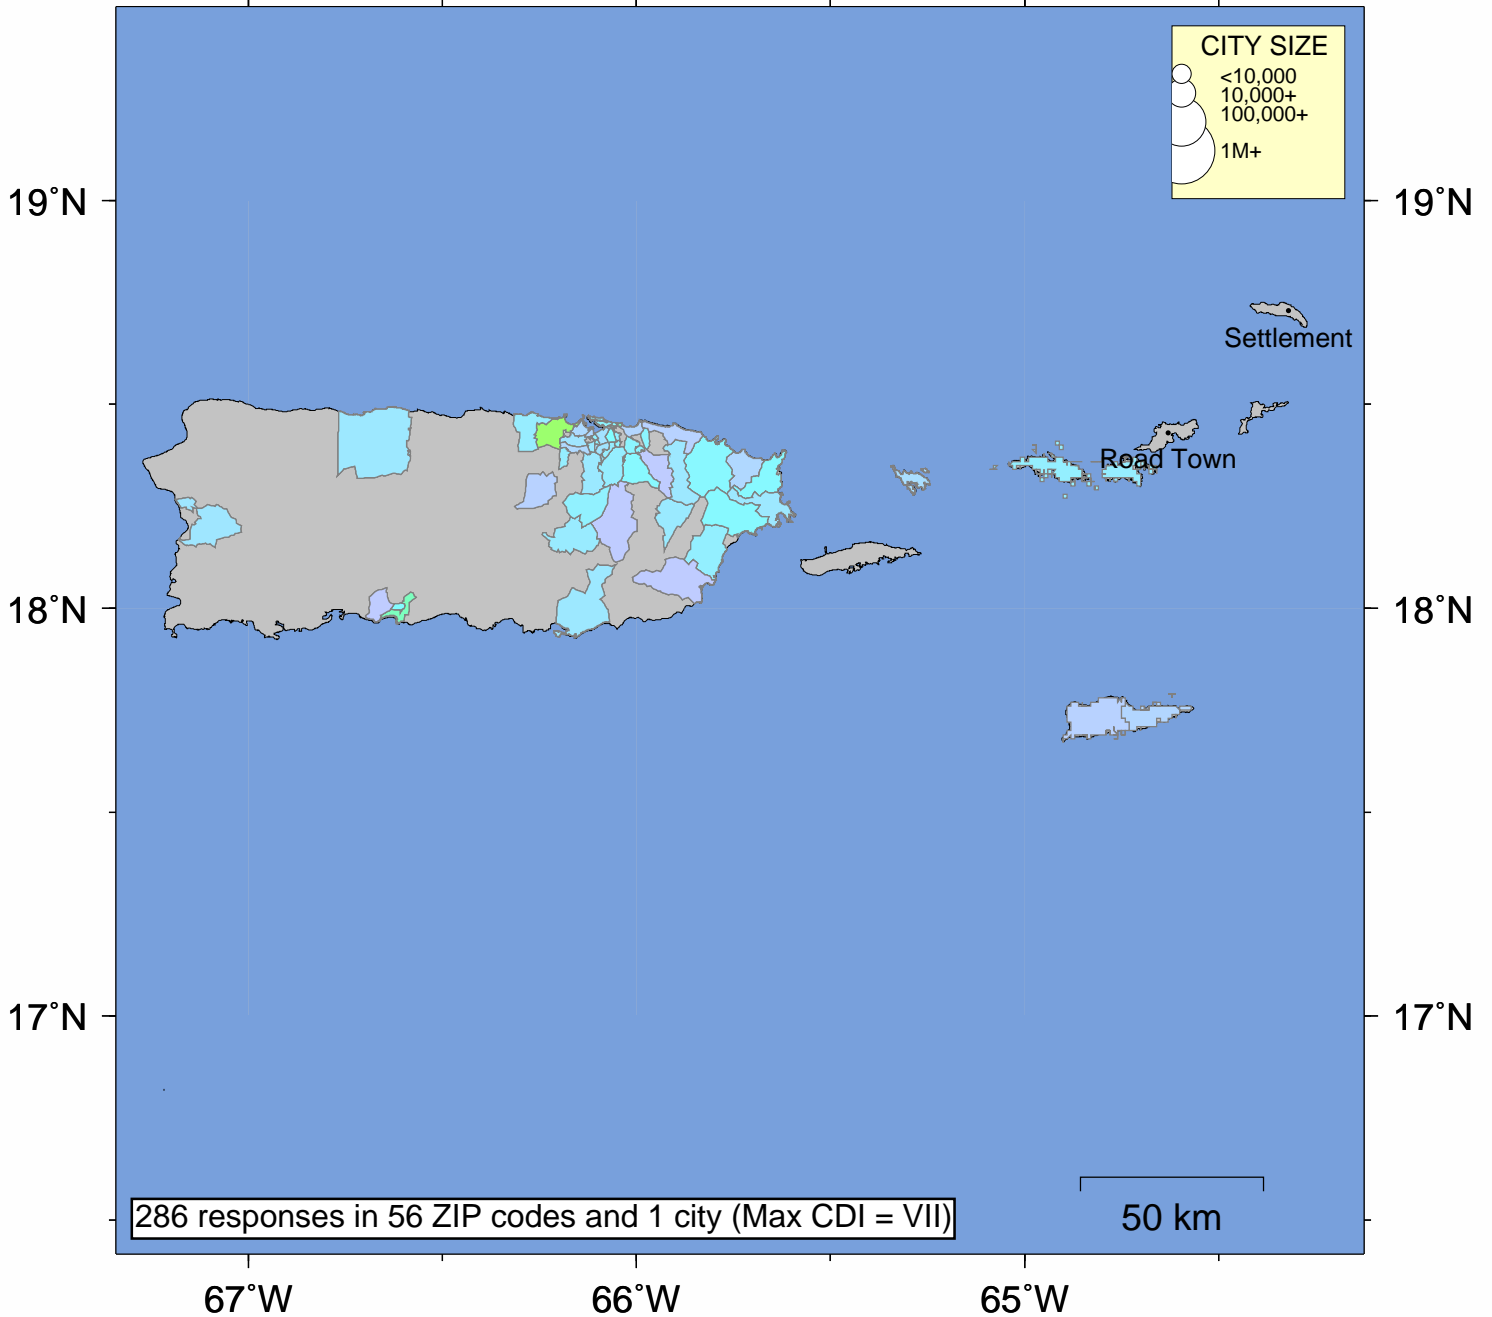 CITY SIZE
<10,000
10,000+
100,000+
1M+
19°N
19°N
Settlement
Road Town
18°N
18°N
17°N
17°N
286 responses in 56 ZIP codes and 1 city (Max CDI = VII)
50 km
67°W
66°W
65°W